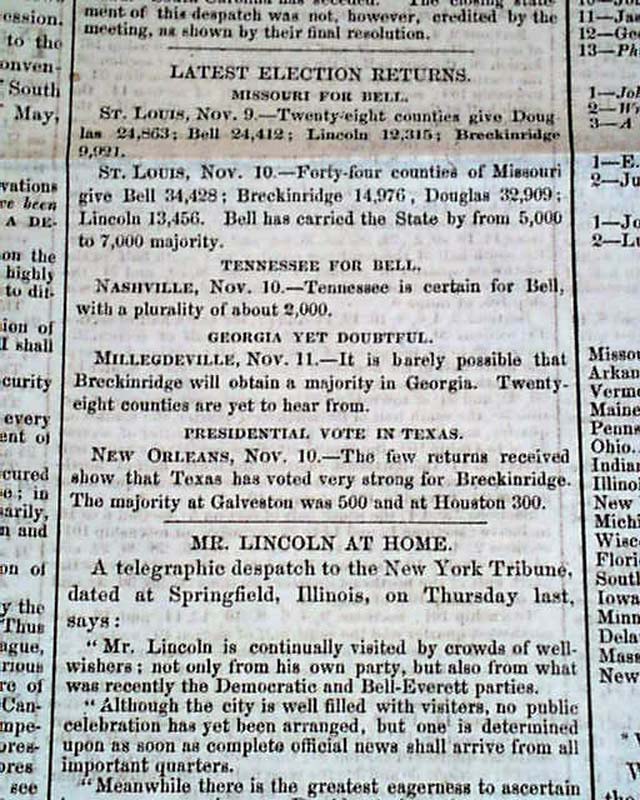 ment of this despatch was not, however, credited by the
meeting, as shown by their final resolution.
LATEST ELECTION RETURNS.
MISSOURI FOR BELL.
ST. LOUIS, NOV. 9.—Twenty-eight counties give Doug
las 24,863; Bell 24,412; Lincoln 12,315; Breckinridge
9,921.
ST. LOUIS, NOV. 10.—Forty-four counties of Missouri
give Bell 34,428; Breckinridge 14,976, Douglas 32,909;
Lincoln 13,456. Bell has carried the State by from 5,000
to 7,000 majority.
TENNESSEE FOR BELL.
NASHVILLE, NOV. 10.—Tennessee is certain for Bell,
with a plurality of about 2,000.
GEORGIA YET DOUBTFUL.
MILLEGDEVILLE, NOV. 11.—It is barely possible that
Breckinridge will obtain a majority in Georgia. Twenty-
eight counties are yet to hear from.
PRESIDENTIAL VOTE IN TEXAS.
NEW ORLEANS, NOV. 10.—The few returns received
show that Texas has voted very strong for Breckinridge.
The majority at Galveston was 500 and at Houston 300.
MR. LINCOLN AT HOME.
A telegraphic despatch to the New York Tribune,
dated at Springfield, Illinois, on Thursday last,
says:
"Mr. Lincoln is continually visited by crowds of well-
wishers; not only from his own party, but also from what
was recently the Democratic and Bell-Everett parties.
"Although the city is well filled with visitors, no public
celebration has yet been arranged, but one is determined
upon as soon as complete official news shall arrive from all
important quarters.
"Meanwhile there is the greatest eagerness to ascertain